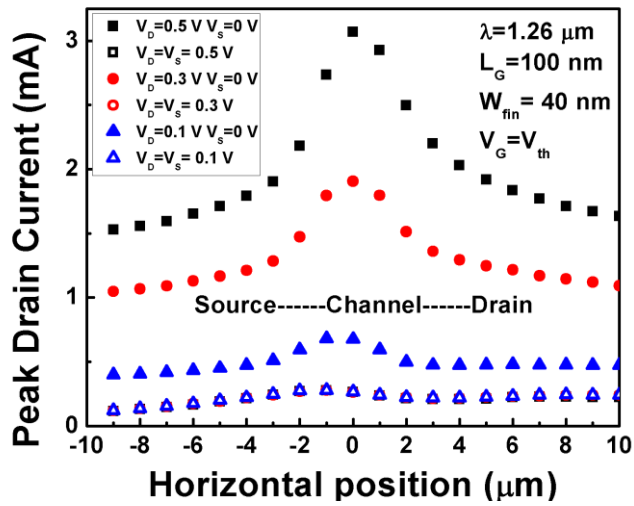 Peak Drain Current (mA)
3
2
1
0
V_D=0.5 V V_S=0 V
V_D=V_S= 0.5 V
V_D=0.3 V V_S=0 V
V_D=V_S= 0.3 V
V_D=0.1 V V_S=0 V
V_D=V_S= 0.1 V
λ=1.26 μm
L_G=100 nm
W_fin= 40 nm
V_G=V_th
Source------Channel-----Drain
-10 -8 -6 -4 -2 0 2 4 6 8 10
Horizontal position (μm)